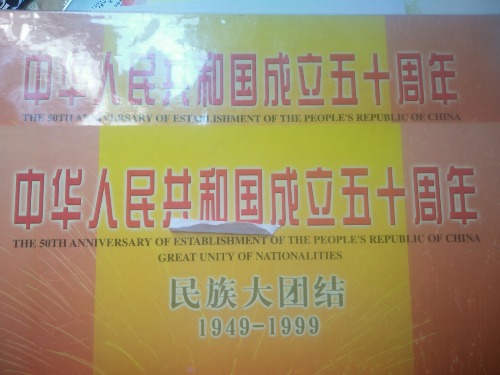 中华人民共和国成立五十周年
THE 50TH ANNIVERSARY OF ESTABLISHMENT OF THE PEOPLE'S REPUBLIC OF CHINA
中华人民共和国成立五十周年
THE 50TH ANNIVERSARY OF ESTABLISHMENT OF THE PEOPLE'S REPUBLIC OF CHINA
GREAT UNITY OF NATIONALITIES
民族大团结
1949-1999